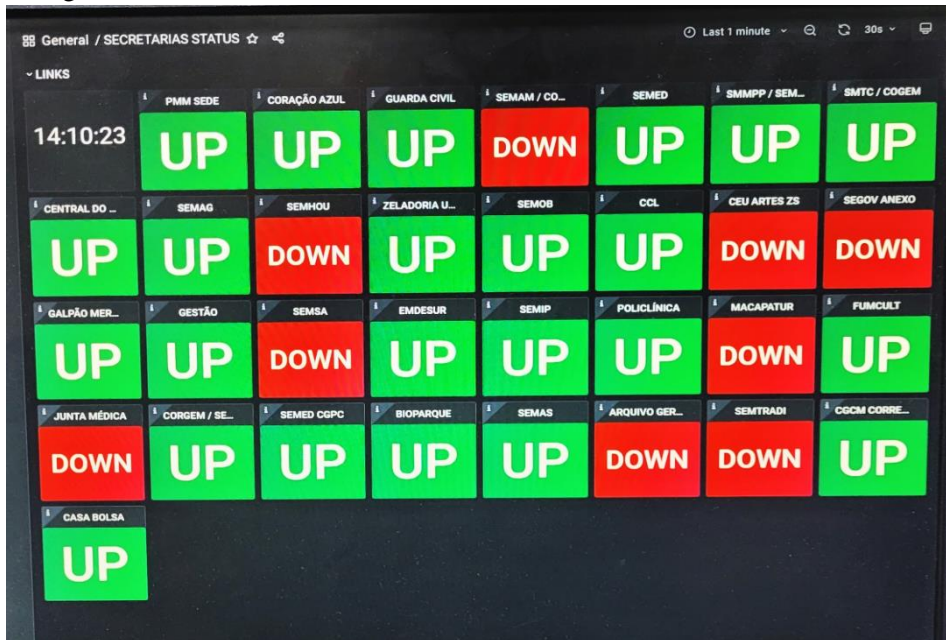 General / SECRETARIAS STATUS
Last 1 minute
30s
LINKS
14:10:23
PMM SEDE
CORAÇÃO AZUL
GUARDA CIVIL
SEMAM / CO...
SEMED
SMMPP / SEM...
SMTC / COGEM
UP
UP
UP
DOWN
UP
UP
UP
CENTRAL DO ...
SEMAG
SEMHOU
ZELADORIA U...
SEMOB
CCL
CEU ARTES ZS
SEGOV ANEXO
UP
UP
DOWN
UP
UP
UP
DOWN
DOWN
GALPÃO MER...
GESTÃO
SEMSA
EMDESUR
SEMIP
POLICLÍNICA
MACAPATUR
FUMCULT
UP
UP
DOWN
UP
UP
UP
DOWN
UP
JUNTA MÉDICA
CORGEM / SE...
SEMED CGPC
BIOPARQUE
SEMAS
ARQUIVO GER...
SEMTRADI
CGCM CORRE...
DOWN
UP
UP
UP
UP
DOWN
DOWN
UP
CASA BOLSA
UP